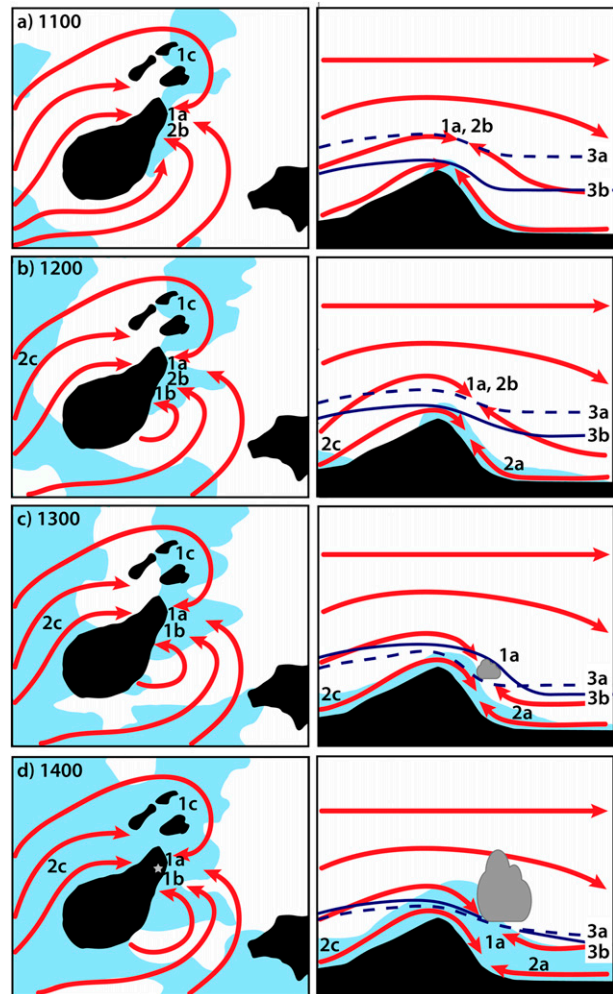 a) 1100
1c
1a
2b
1a, 2b
3a
3b
b) 1200
1c
2c
1a
2b
1b
1a, 2b
3a
3b
2c
2a
c) 1300
1c
2c
1a
1b
1a
3a
3b
2c
2a
d) 1400
1c
2c
1a
1b
3a
1a
3b
2c
2a